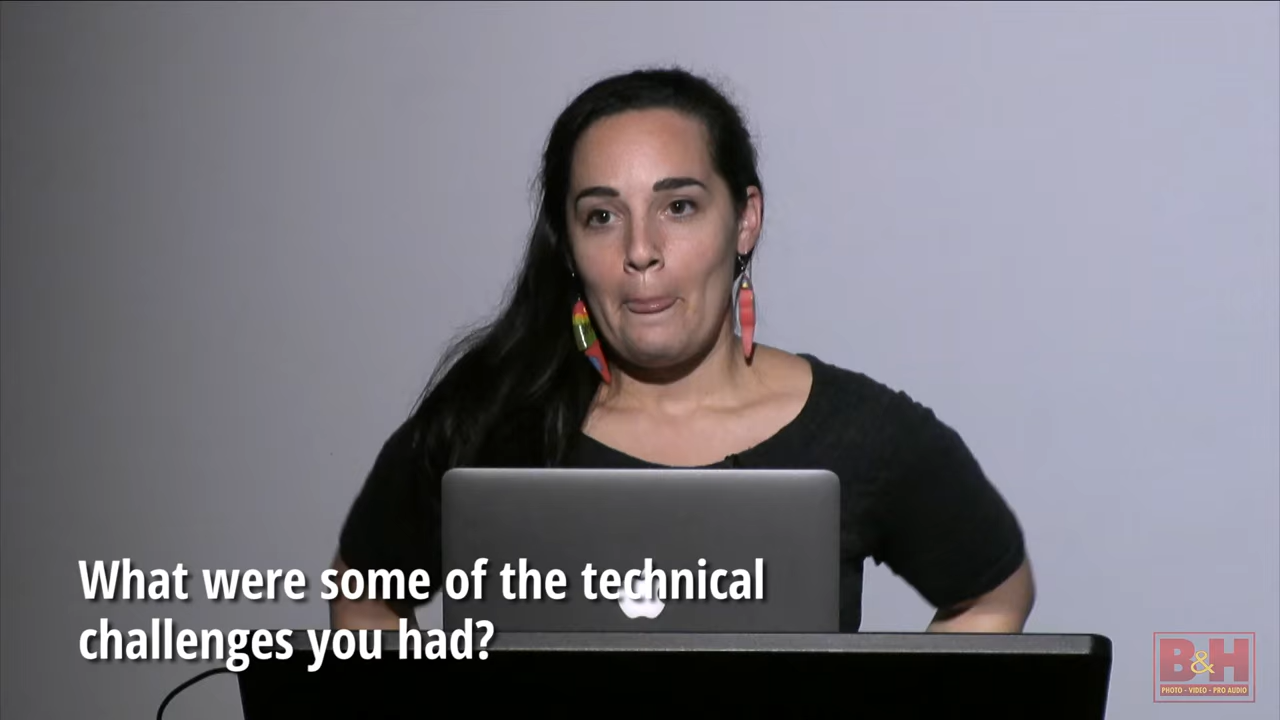 What were some of the technical
challenges you had?
B&H
PHOTO - VIDEO - PRO AUDIO